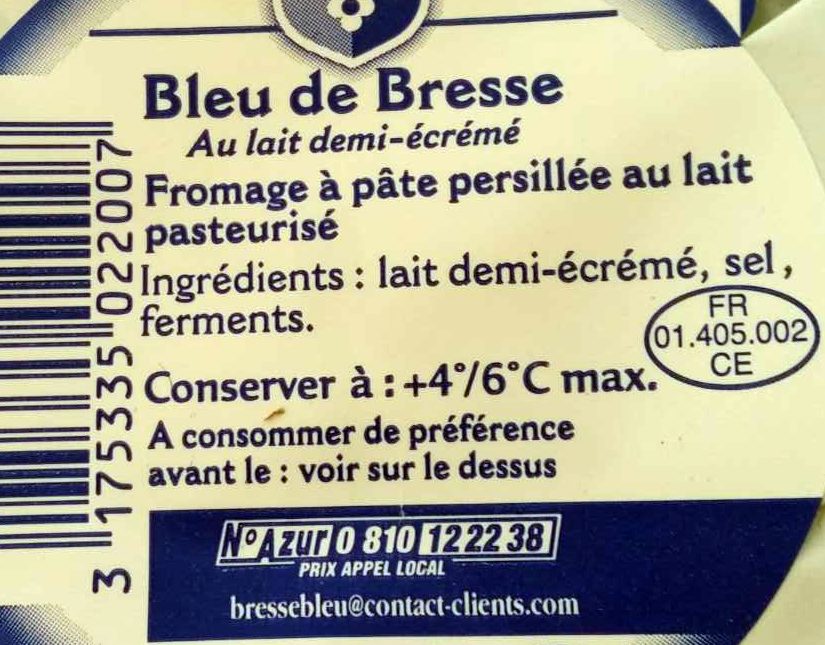 Bleu de Bresse
Au lait demi-écrémé
Fromage à pâte persillée au lait
pasteurisé
Ingrédients : lait demi-écrémé, sel,
ferments.
FR
01.405.002
CE
Conserver à : +4°/6°C max.
A consommer de préférence
avant le : voir sur le dessus
N° Azur 0 810 12 22 38
PRIX APPEL LOCAL
bressebleu@contact-clients.com
3 175335 022007